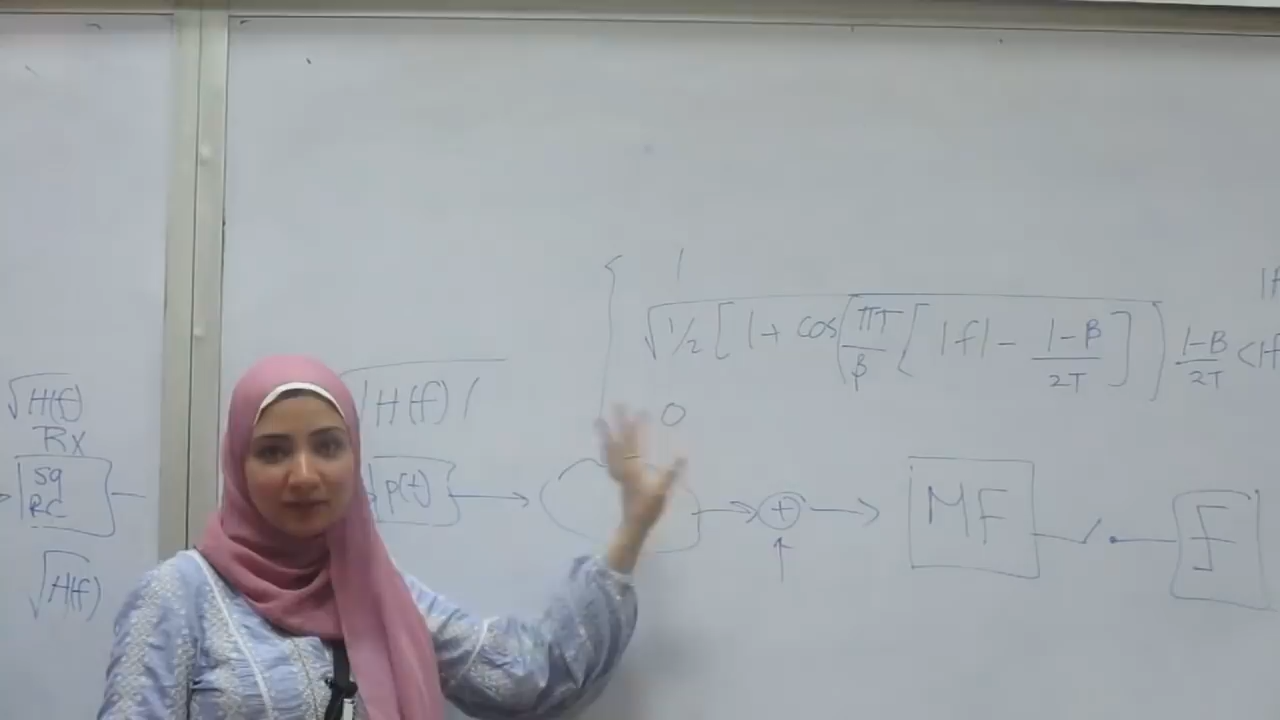 √H(f)
Rx
Sq
RC
√H(f)
√|H(f)|
p(t)
1
√1/2 [ 1 + cos( πT/β [ |f| - 1-β/2T ] ) 1-β/2T < |f
0
+
MF
|f